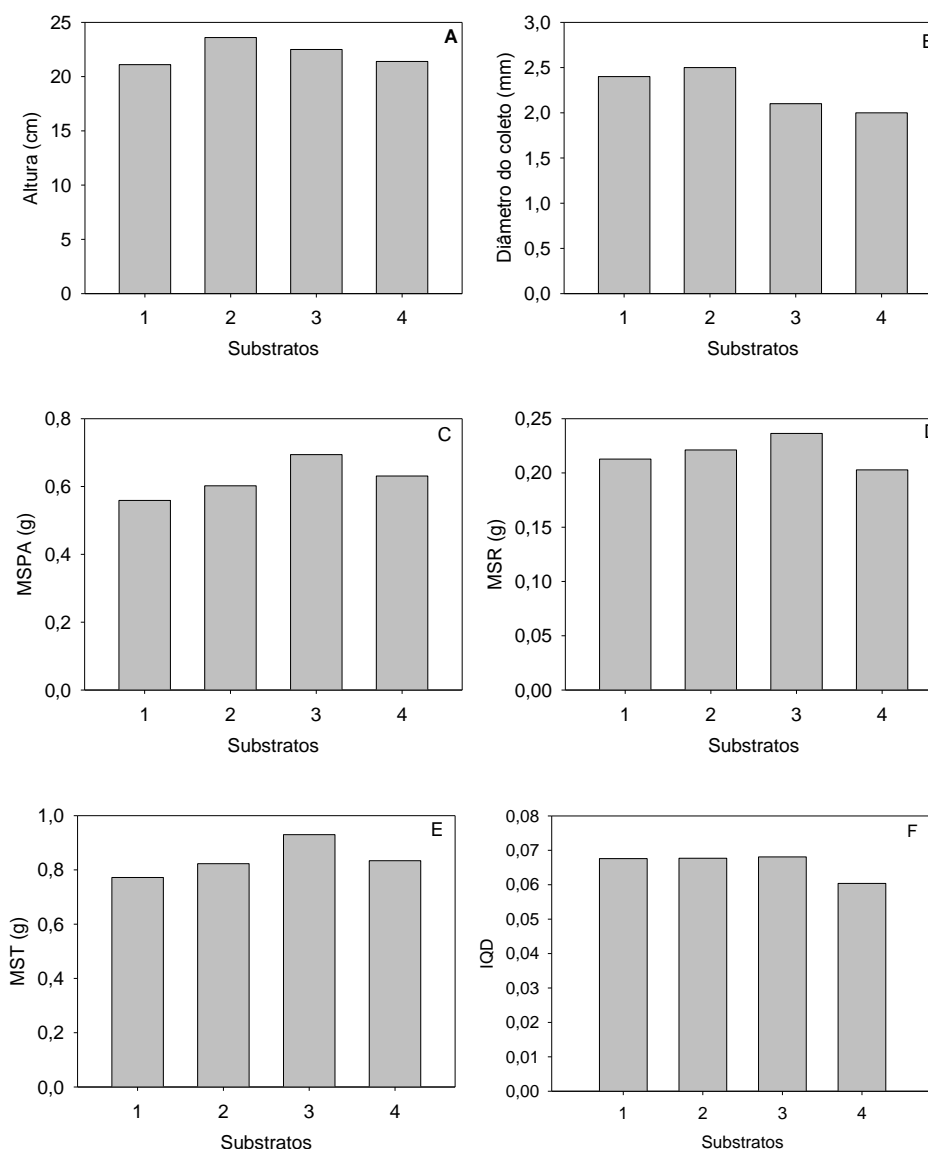 A
Altura (cm)
25
20
15
10
5
0
1 2 3 4
Substratos
B
Diâmetro do coleto (mm)
3,0
2,5
2,0
1,5
1,0
0,5
0,0
1 2 3 4
Substratos
C
MSPA (g)
0,8
0,6
0,4
0,2
0,0
1 2 3 4
Substratos
D
MSR (g)
0,25
0,20
0,15
0,10
0,05
0,00
1 2 3 4
Substratos
E
MST (g)
1,0
0,8
0,6
0,4
0,2
0,0
1 2 3 4
Substratos
F
IQD
0,08
0,07
0,06
0,05
0,04
0,03
0,02
0,01
0,00
1 2 3 4
Substratos